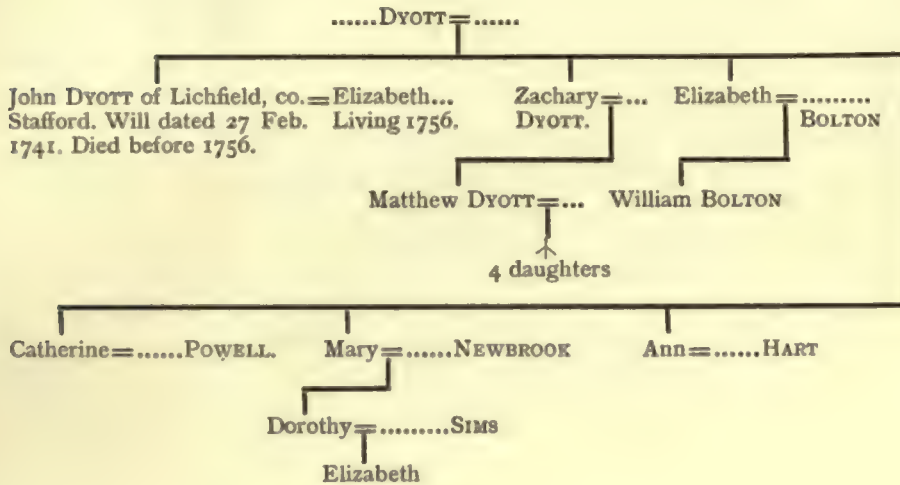 ......DYOTT=......
John DYOTT of Lichfield, co.=Elizabeth... Zachary=... Elizabeth=.........
Stafford. Will dated 27 Feb. Living 1756. DYOTT. BOLTON
1741. Died before 1756.
Matthew DYOTT=... William BOLTON
4 daughters
Catherine=......POWELL. Mary=......NEWBROOK Ann=......HART
Dorothy=.........SIMS
Elizabeth